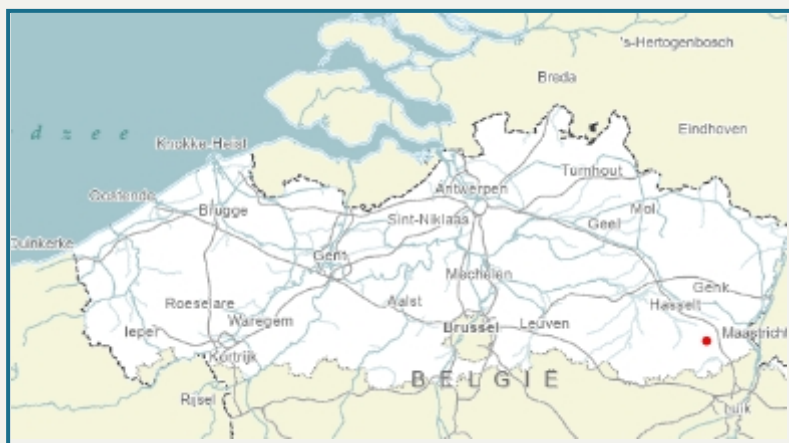 's-Hertogenbosch
Breda
Eindhoven
d z e e
Knokke-Heist
Turnhout
Antwerpen
Oostende
Brugge
Sint-Niklaas
Geel
Mol
Duinkerke
Gent
Mechelen
Genk
Roeselare
Aalst
Hasselt
Ieper
Waregem
Brussel
Leuven
Maastricht
Kortrijk
BELGIË
Rijsel
Luik